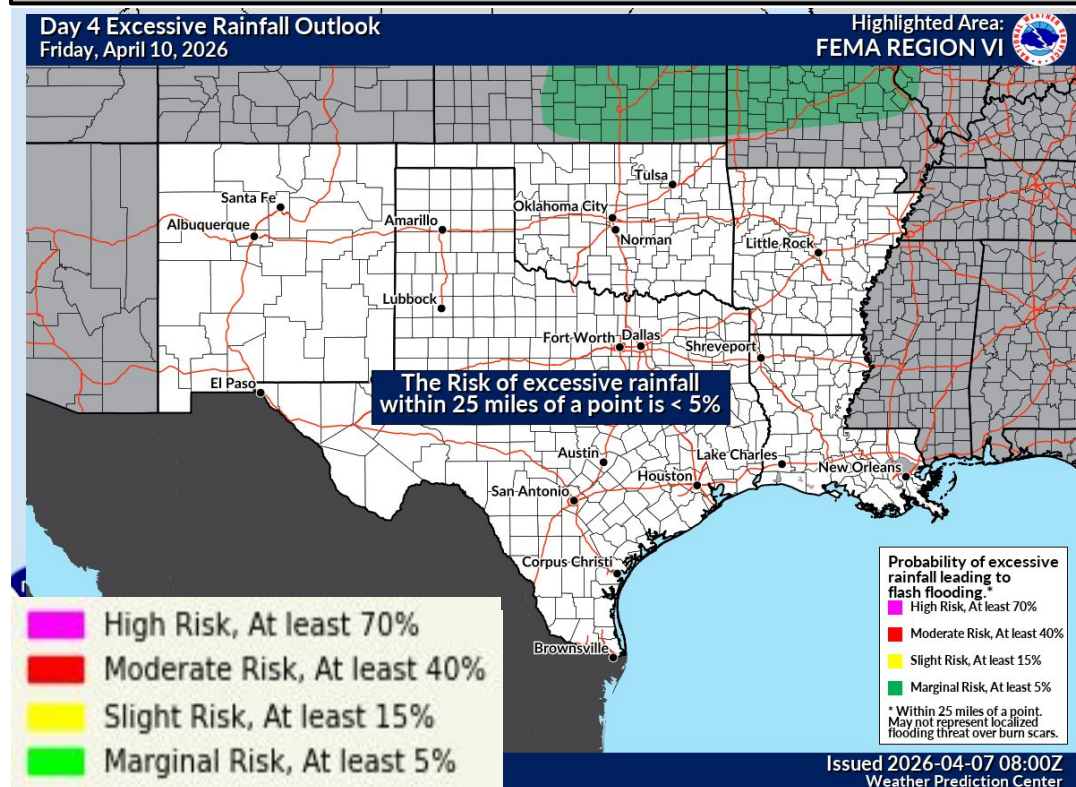 Day 4 Excessive Rainfall Outlook
Friday, April 10, 2026
Highlighted Area:
FEMA REGION VI
NATIONAL WEATHER SERVICE
Santa Fe
Albuquerque
Amarillo
Tulsa
Oklahoma City
Norman
Little Rock
Lubbock
Fort Worth
Dallas
Shreveport
El Paso
The Risk of excessive rainfall
within 25 miles of a point is < 5%
Austin
Lake Charles
Houston
New Orleans
San Antonio
Corpus Christi
Brownsville
Probability of excessive
rainfall leading to
flash flooding.*
High Risk, At least 70%
Moderate Risk, At least 40%
Slight Risk, At least 15%
Marginal Risk, At least 5%
* Within 25 miles of a point.
May not represent localized
flooding threat over burn scars.
High Risk, At least 70%
Moderate Risk, At least 40%
Slight Risk, At least 15%
Marginal Risk, At least 5%
Issued 2026-04-07 08:00Z
Weather Prediction Center